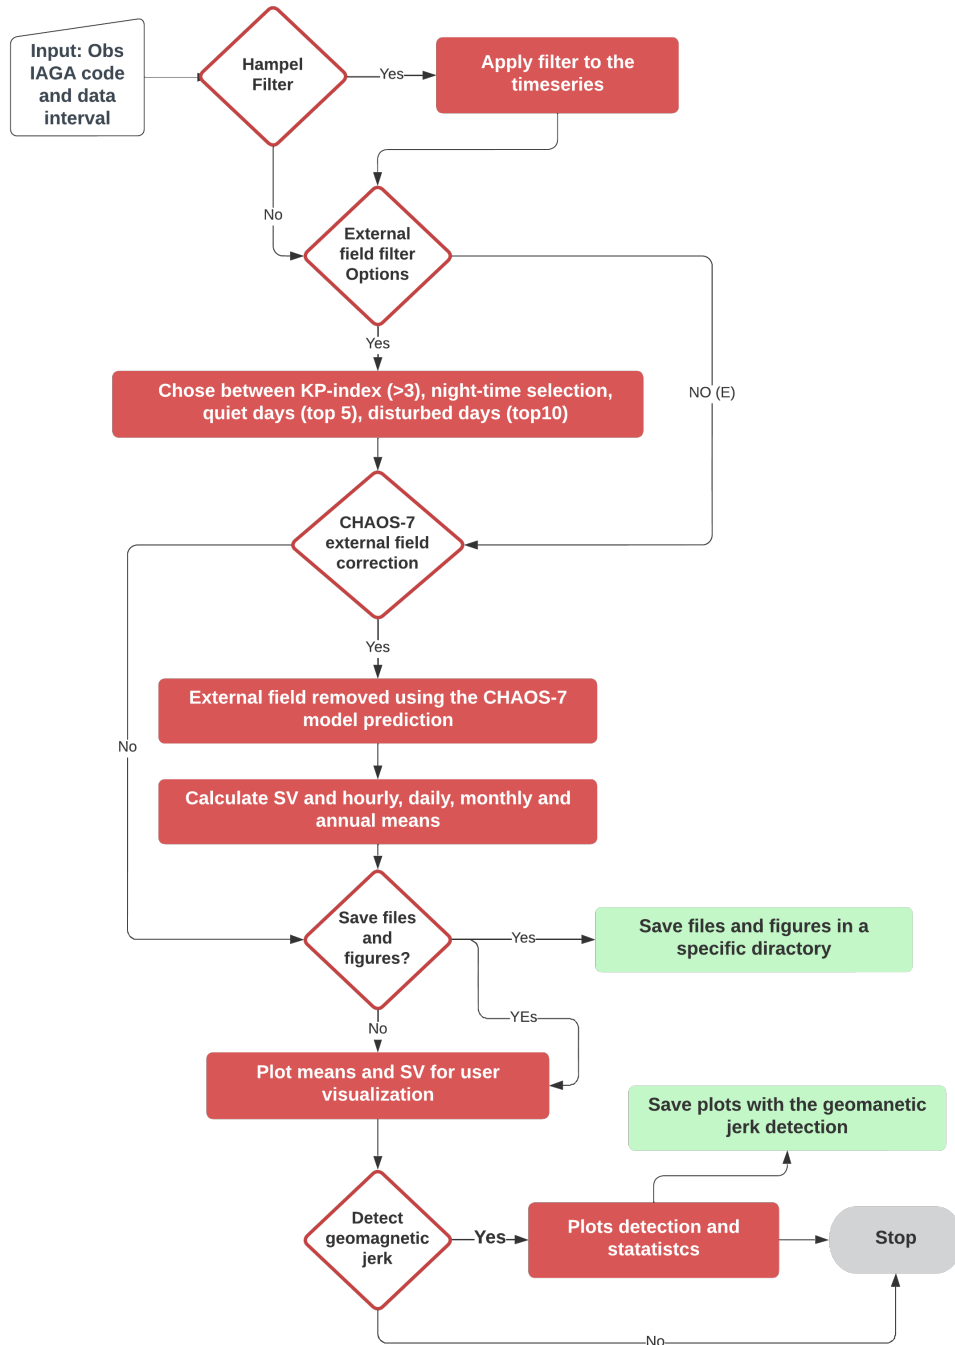 Input: Obs
IAGA code
and data
interval
Hampel
Filter
Yes
Apply filter to the
timeseries
No
External
field filter
Options
Yes
NO (E)
Chose between KP-index (>3), night-time selection,
quiet days (top 5), disturbed days (top10)
CHAOS-7
external field
correction
Yes
No
External field removed using the CHAOS-7
model prediction
Calculate SV and hourly, daily, monthly and
annual means
Save files
and
figures?
Yes
Save files and figures in a
specific diractory
YEs
No
Plot means and SV for user
visualization
Save plots with the geomanetic
jerk detection
Detect
geomagnetic
jerk
Yes
Plots detection and
statatistcs
Stop
No